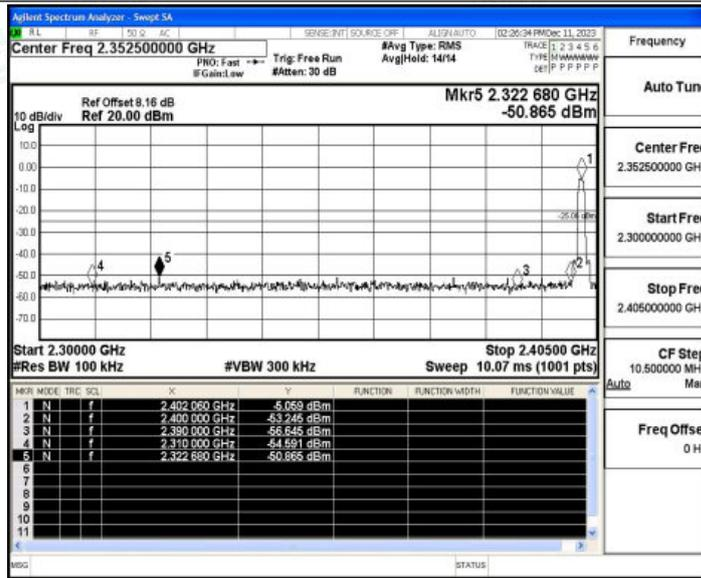 Agilent Spectrum Analyzer - Swept SA
RL RF 50 Ω AC SENSE:INT SOURCE OFF ALIGN AUTO 02:26:34 PM Dec 11, 2023
Center Freq 2.352500000 GHz
PNO: Fast
IFGain:Low
Trig: Free Run
#Atten: 30 dB
#Avg Type: RMS
Avg|Hold: 14/14
TRACE 1 2 3 4 5 6
TYPE M WWWWW
DET P P P P P P
Ref Offset 8.16 dB
Ref 20.00 dBm
10 dB/div
Log
Mkr5 2.322 680 GHz
-50.865 dBm
10.0
0.00
-10.0
-20.0
-30.0
-40.0
-50.0
-60.0
-70.0
1
2
3
4
5
Start 2.30000 GHz
Stop 2.40500 GHz
#Res BW 100 kHz #VBW 300 kHz Sweep 10.07 ms (1001 pts)
MKR MODE TRC SCL X Y FUNCTION FUNCTION WIDTH FUNCTION VALUE
1 N f 2.402 060 GHz -5.059 dBm
2 N f 2.400 000 GHz -53.245 dBm
3 N f 2.390 000 GHz -56.645 dBm
4 N f 2.310 000 GHz -54.591 dBm
5 N f 2.322 680 GHz -50.865 dBm
6
7
8
9
10
11
MSG STATUS
Frequency
Auto Tun
Center Fre
2.352500000 GH
Start Fre
2.300000000 GH
Stop Fre
2.405000000 GH
CF Step
10.500000 MH
Auto Ma
Freq Offse
0 H